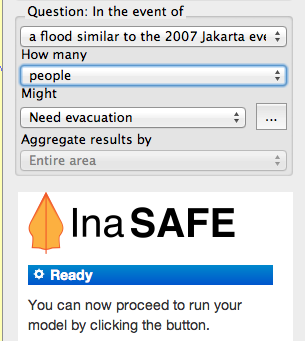 Question: In the event of
a flood similar to the 2007 Jakarta eve
How many
people
Might
Need evacuation
...
Aggregate results by
Entire area
InaSAFE
Ready
You can now proceed to run your
model by clicking the button.